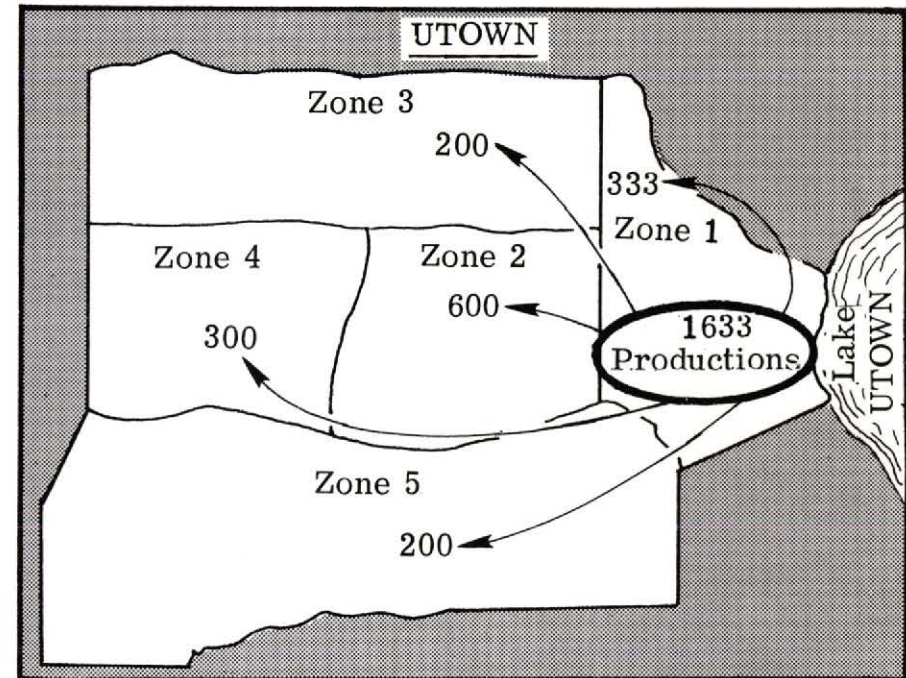 UTOWN
Zone 3
200
333
Zone 1
Zone 4
Zone 2
600
300
1633
Productions
Lake
UTOWN
Zone 5
200